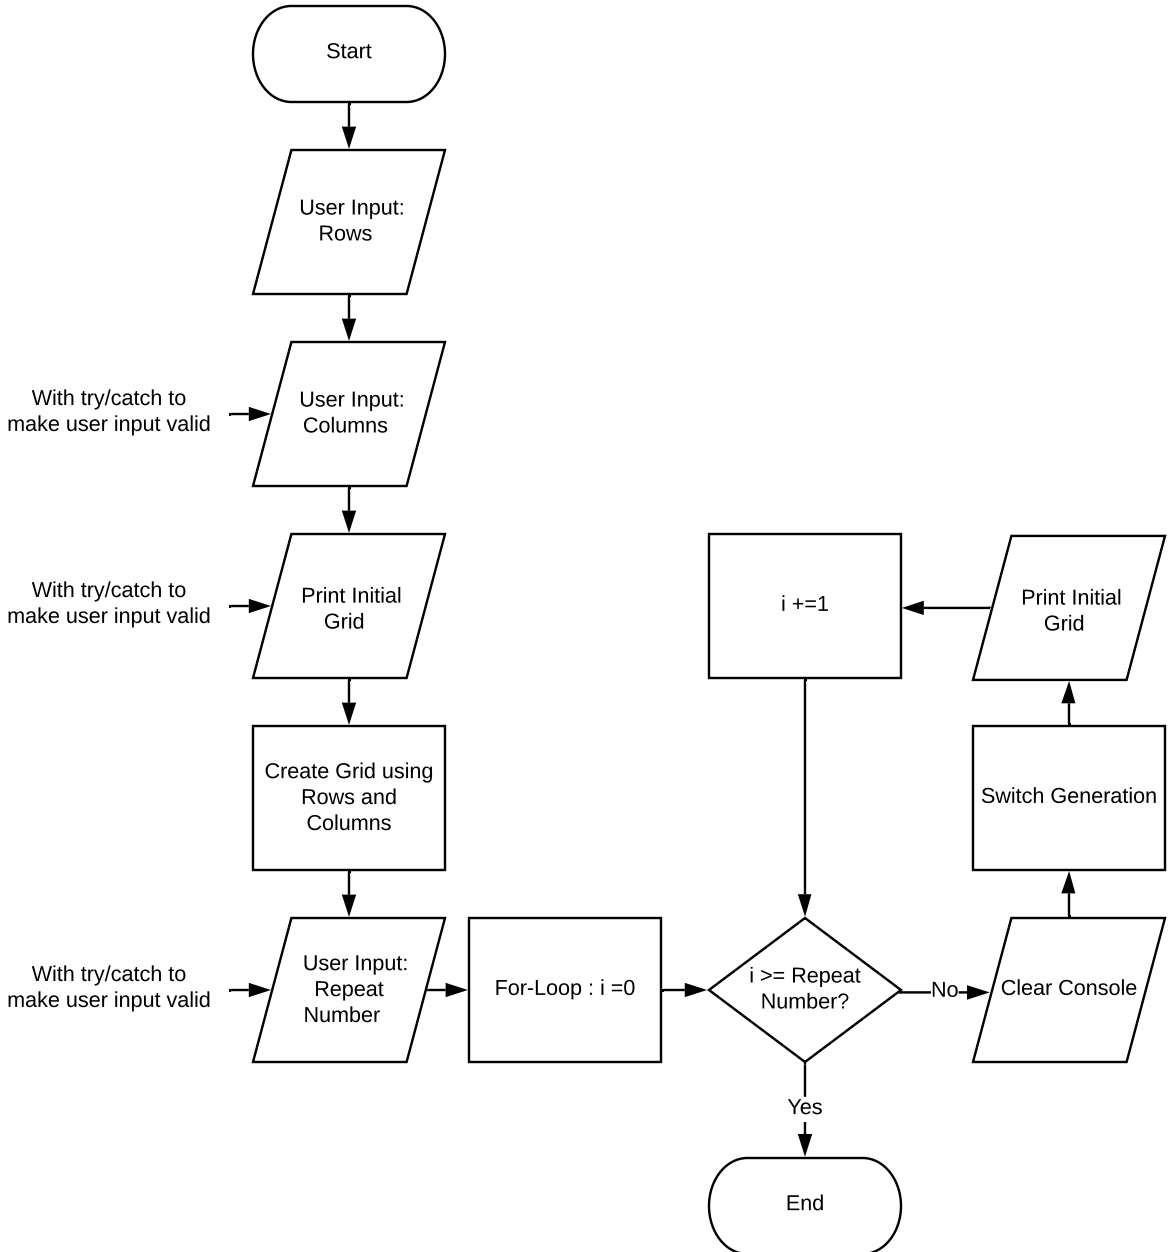 Start
User Input:
Rows
With try/catch to
make user input valid
User Input:
Columns
With try/catch to
make user input valid
Print Initial
Grid
Create Grid using
Rows and
Columns
With try/catch to
make user input valid
User Input:
Repeat
Number
For-Loop : i =0
i >= Repeat
Number?
No
Clear Console
Switch Generation
Print Initial
Grid
i +=1
Yes
End